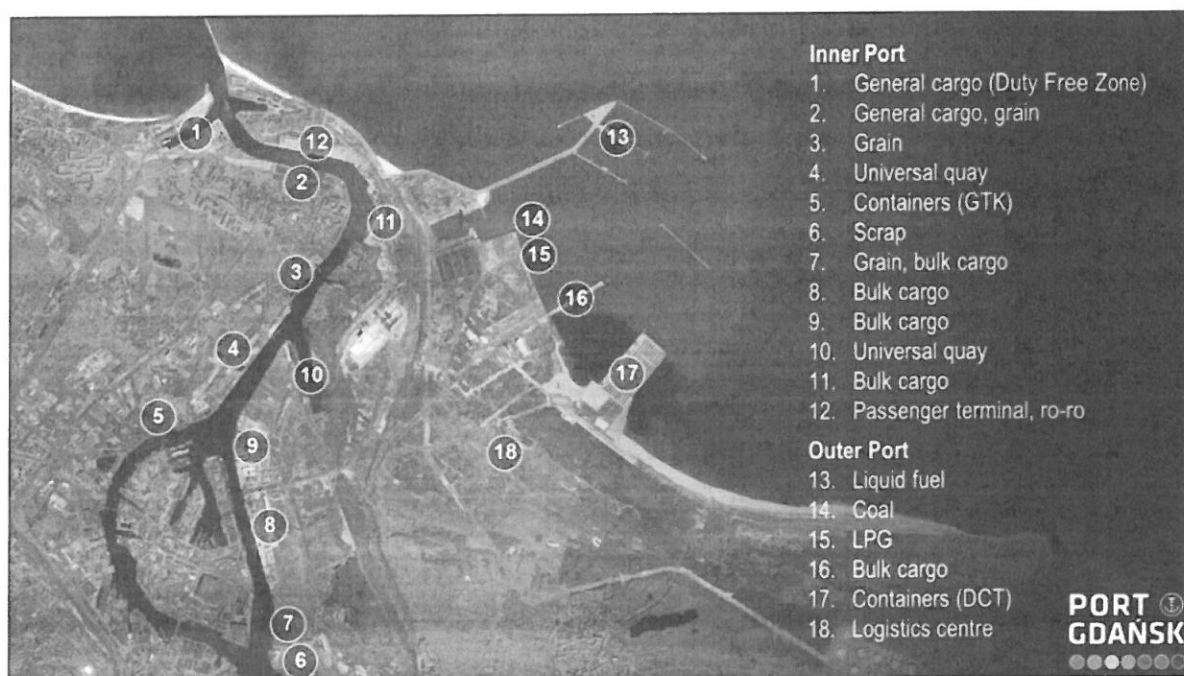 Inner Port
1. General cargo (Duty Free Zone)
2. General cargo, grain
3. Grain
4. Universal quay
5. Containers (GTK)
6. Scrap
7. Grain, bulk cargo
8. Bulk cargo
9. Bulk cargo
10. Universal quay
11. Bulk cargo
12. Passenger terminal, ro-ro
Outer Port
13. Liquid fuel
14. Coal
15. LPG
16. Bulk cargo
17. Containers (DCT)
18. Logistics centre
PORT
GDAŃSK
1
12
2
13
11
14
15
3
16
4
10
17
5
9
18
8
7
6